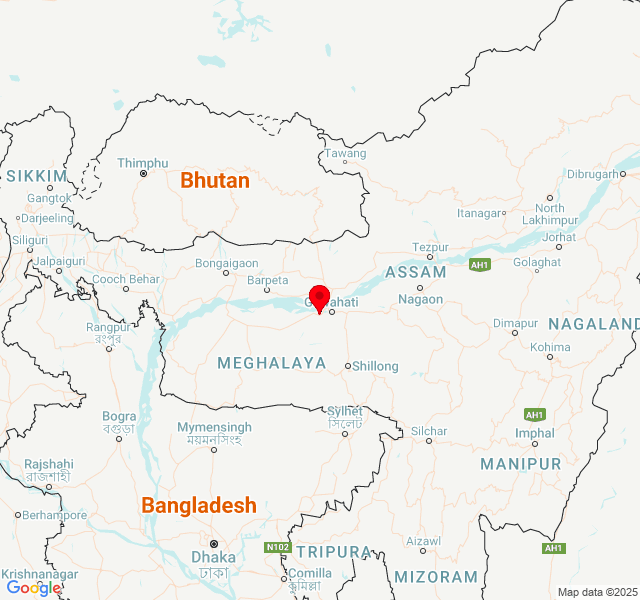 Tawang
Thimphu
Bhutan
Dibrugarh
SIKKIM
Gangtok
Darjeeling
North
Lakhimpur
Itanagar
Siliguri
Jorhat
Tezpur
Jalpaiguri
Bongaigaon
ASSAM
AH1
Golaghat
Cooch Behar
Barpeta
Nagaon
Rangpur
রংপুর
Dimapur
NAGALAND
Kohima
MEGHALAYA
Shillong
Bogra
বগুড়া
Mymensingh
ময়মনসিংহ
Sylhet
সিলেট
Silchar
AH1
Imphal
MANIPUR
Rajshahi
রাজশাহী
Berhampore
Bangladesh
Dhaka
ঢাকা
N102
TRIPURA
Aizawl
AH1
Krishnanagar
Comilla
কুমিল্লা
MIZORAM
Google
Map data ©2025